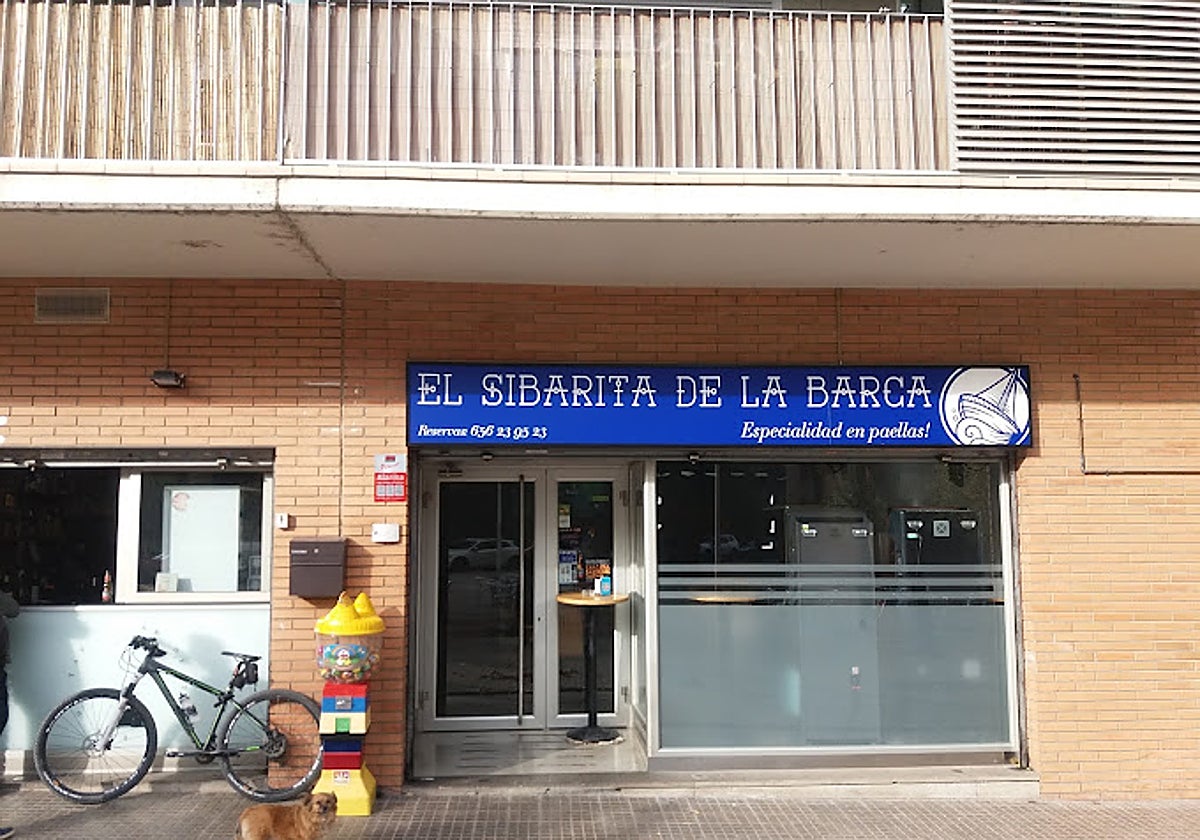 EL SIBARITA DE LA BARCA
Reservas 656 23 95 23
Especialidad en paellas!